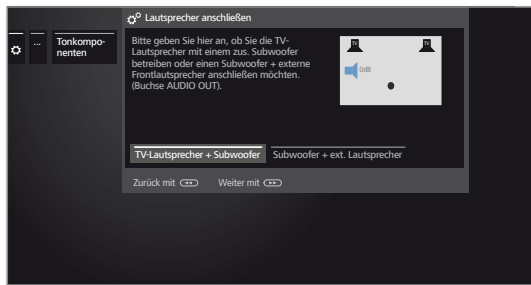 Lautsprecher anschließen
...
Tonkompo-
nenten
Bitte geben Sie hier an, ob Sie die TV-
Lautsprecher mit einem zus. Subwoofer
betreiben oder einen Subwoofer + externe
Frontlautsprecher anschließen möchten.
(Buchse AUDIO OUT).
TV TV
0dB
TV-Lautsprecher + Subwoofer Subwoofer + ext. Lautsprecher
Zurück mit Weiter mit